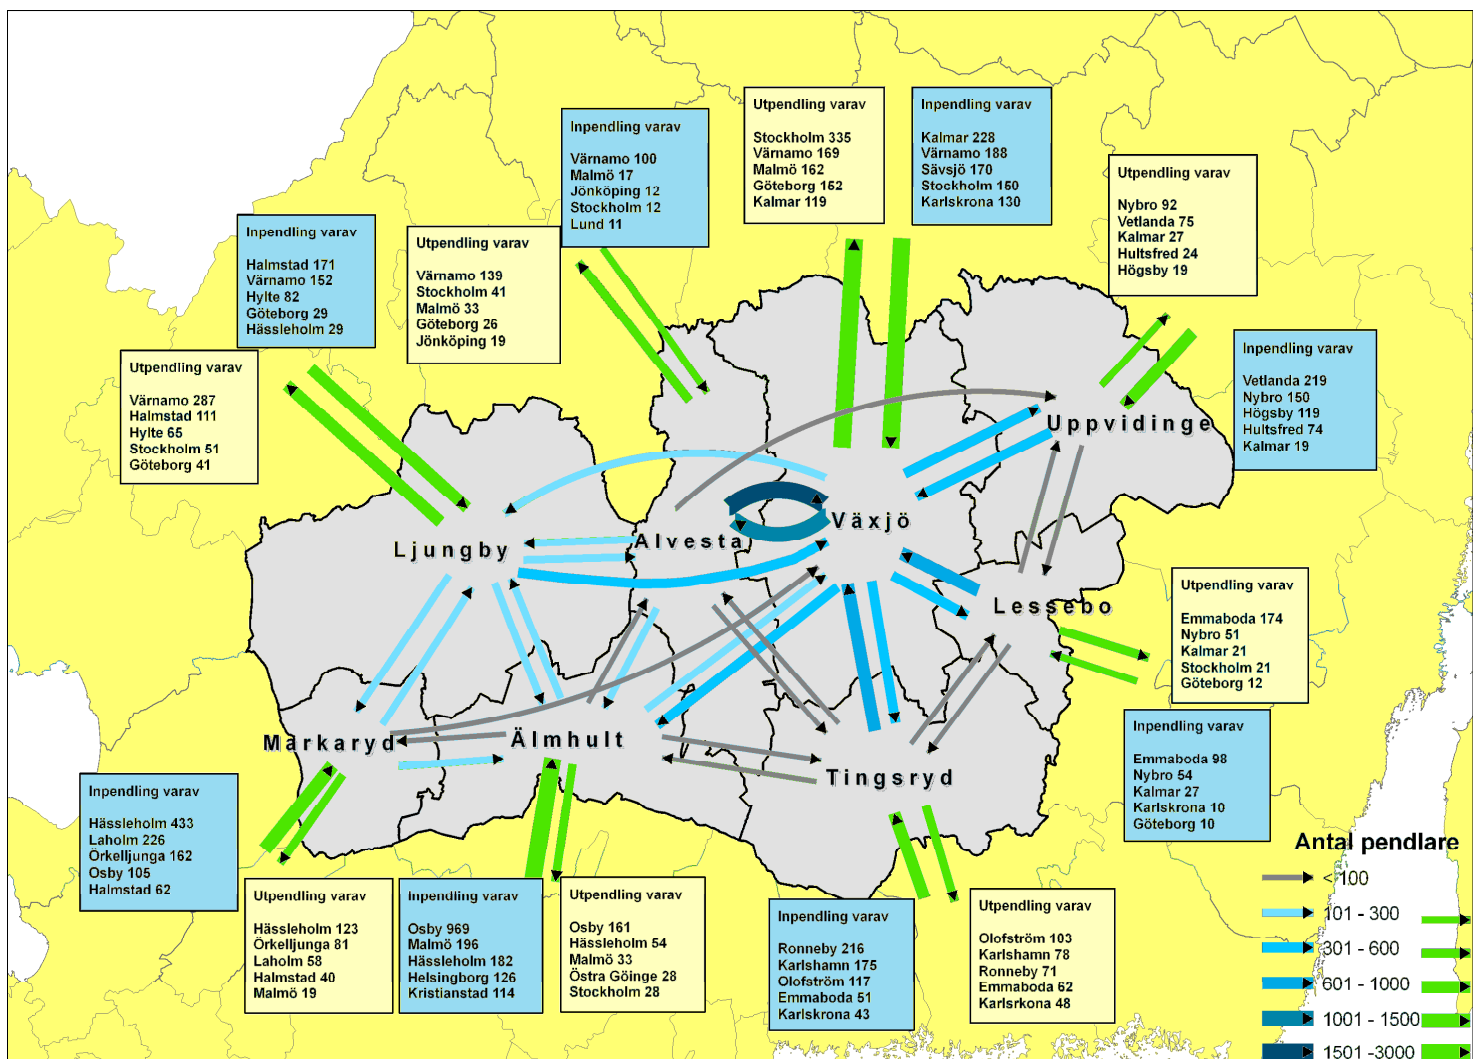 Utpendling varav
Stockholm 335
Värnamo 169
Malmö 162
Göteborg 152
Kalmar 119
Inpendling varav
Kalmar 228
Värnamo 188
Sävsjö 170
Stockholm 150
Karlskrona 130
Inpendling varav
Värnamo 100
Malmö 17
Jönköping 12
Stockholm 12
Lund 11
Utpendling varav
Nybro 92
Vetlanda 75
Kalmar 27
Hultsfred 24
Högsby 19
Inpendling varav
Halmstad 171
Värnamo 152
Hylte 82
Göteborg 29
Hässleholm 29
Utpendling varav
Värnamo 139
Stockholm 41
Malmö 33
Göteborg 26
Jönköping 19
Inpendling varav
Vetlanda 219
Nybro 150
Högsby 119
Hultsfred 74
Kalmar 19
Utpendling varav
Värnamo 287
Halmstad 111
Hylte 65
Stockholm 51
Göteborg 41
Uppvidinge
Växjö
Alvesta
Ljungby
Lessebo
Markaryd
Älmhult
Tingsryd
Utpendling varav
Emmaboda 174
Nybro 51
Kalmar 21
Stockholm 21
Göteborg 12
Inpendling varav
Emmaboda 98
Nybro 54
Kalmar 27
Karlskrona 10
Göteborg 10
Inpendling varav
Hässleholm 433
Laholm 226
Örkelljunga 162
Osby 105
Halmstad 62
Utpendling varav
Hässleholm 123
Örkelljunga 81
Laholm 58
Halmstad 40
Malmö 19
Inpendling varav
Osby 969
Malmö 196
Hässleholm 182
Helsingborg 126
Kristianstad 114
Utpendling varav
Osby 161
Hässleholm 54
Malmö 33
Östra Göinge 28
Stockholm 28
Inpendling varav
Ronneby 216
Karlshamn 175
Olofström 117
Emmaboda 51
Karlskrona 43
Utpendling varav
Olofström 103
Karlshamn 78
Ronneby 71
Emmaboda 62
Karlsrkona 48
Antal pendlare
< 100
101 - 300
301 - 600
601 - 1000
1001 - 1500
1501 -3000